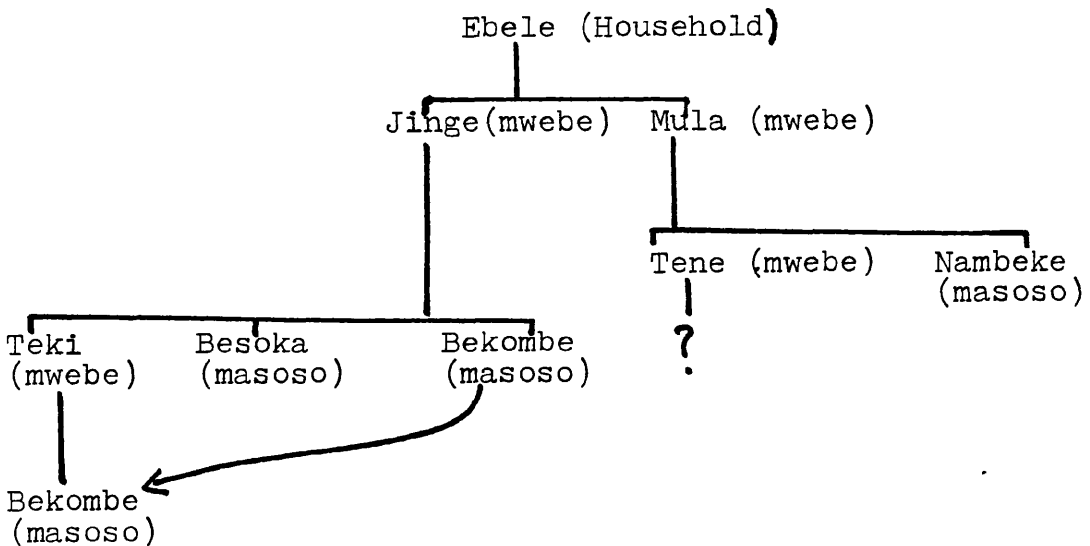 Ebele (Household)
Jinge(mwebe) Mula (mwebe)
Tene (mwebe) Nambeke
(masoso)
?
Teki Besoka Bekombe
(mwebe) (masoso) (masoso)
Bekombe
(masoso)